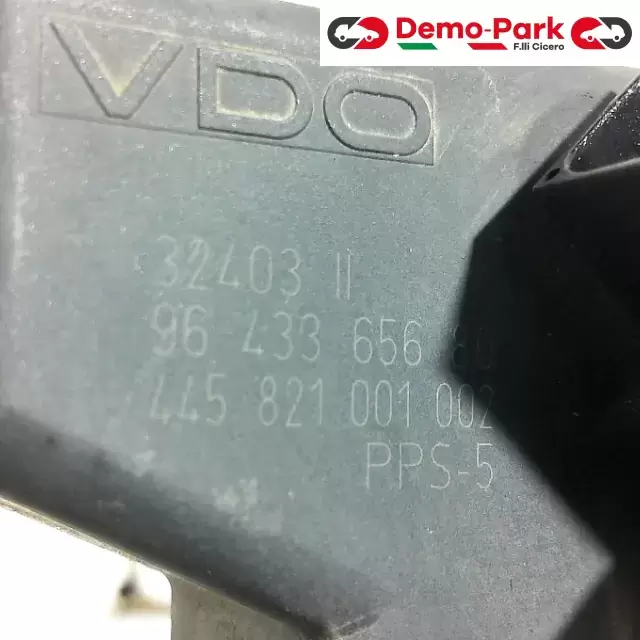 Demo-Park
F.lli Cicero
VDO
32403 II
96 433 656 80
445 821 001 002
PPS-5